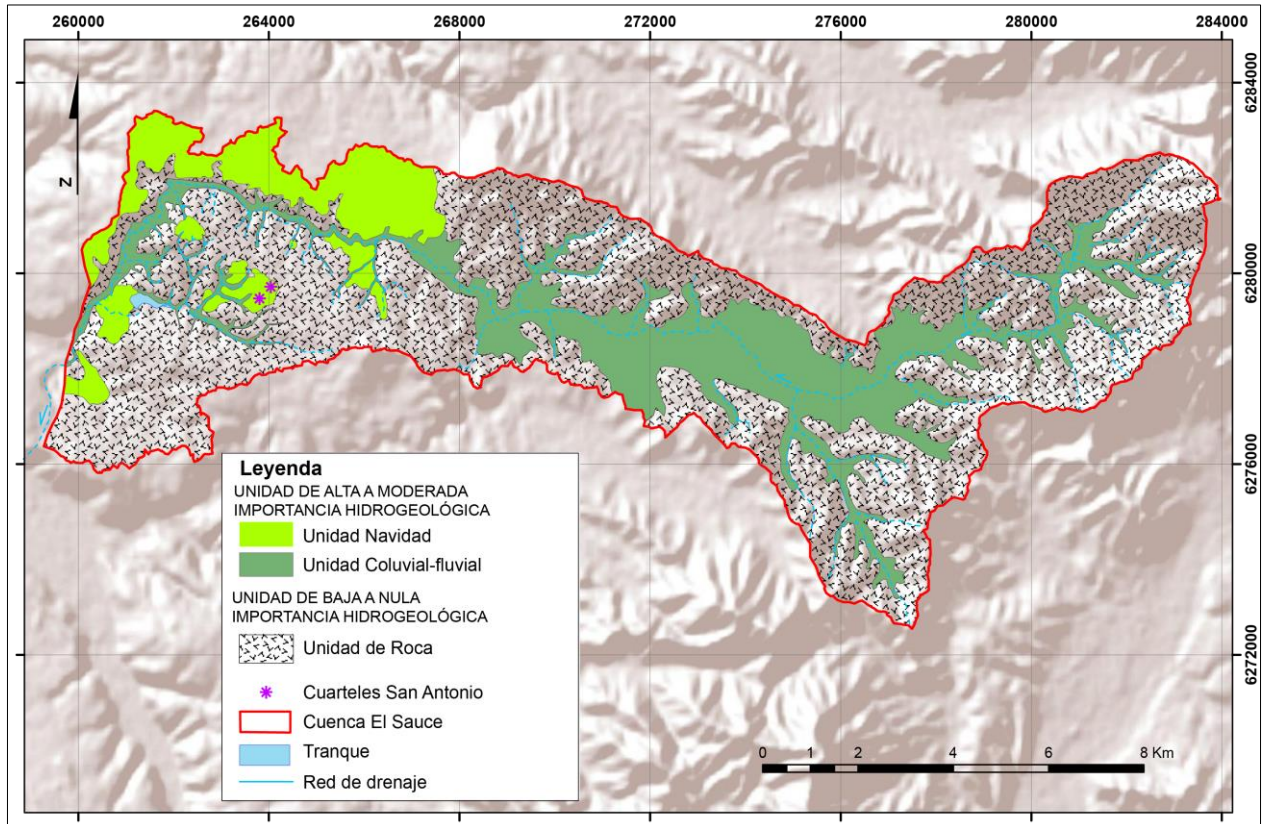 260000 264000 268000 272000 276000 280000 284000
6284000
6280000
6276000
6272000
N
Leyenda
UNIDAD DE ALTA A MODERADA
IMPORTANCIA HIDROGEOLÓGICA
Unidad Navidad
Unidad Coluvial-fluvial
UNIDAD DE BAJA A NULA
IMPORTANCIA HIDROGEOLÓGICA
Unidad de Roca
Cuarteles San Antonio
Cuenca El Sauce
Tranque
Red de drenaje
0 1 2 4 6 8 Km